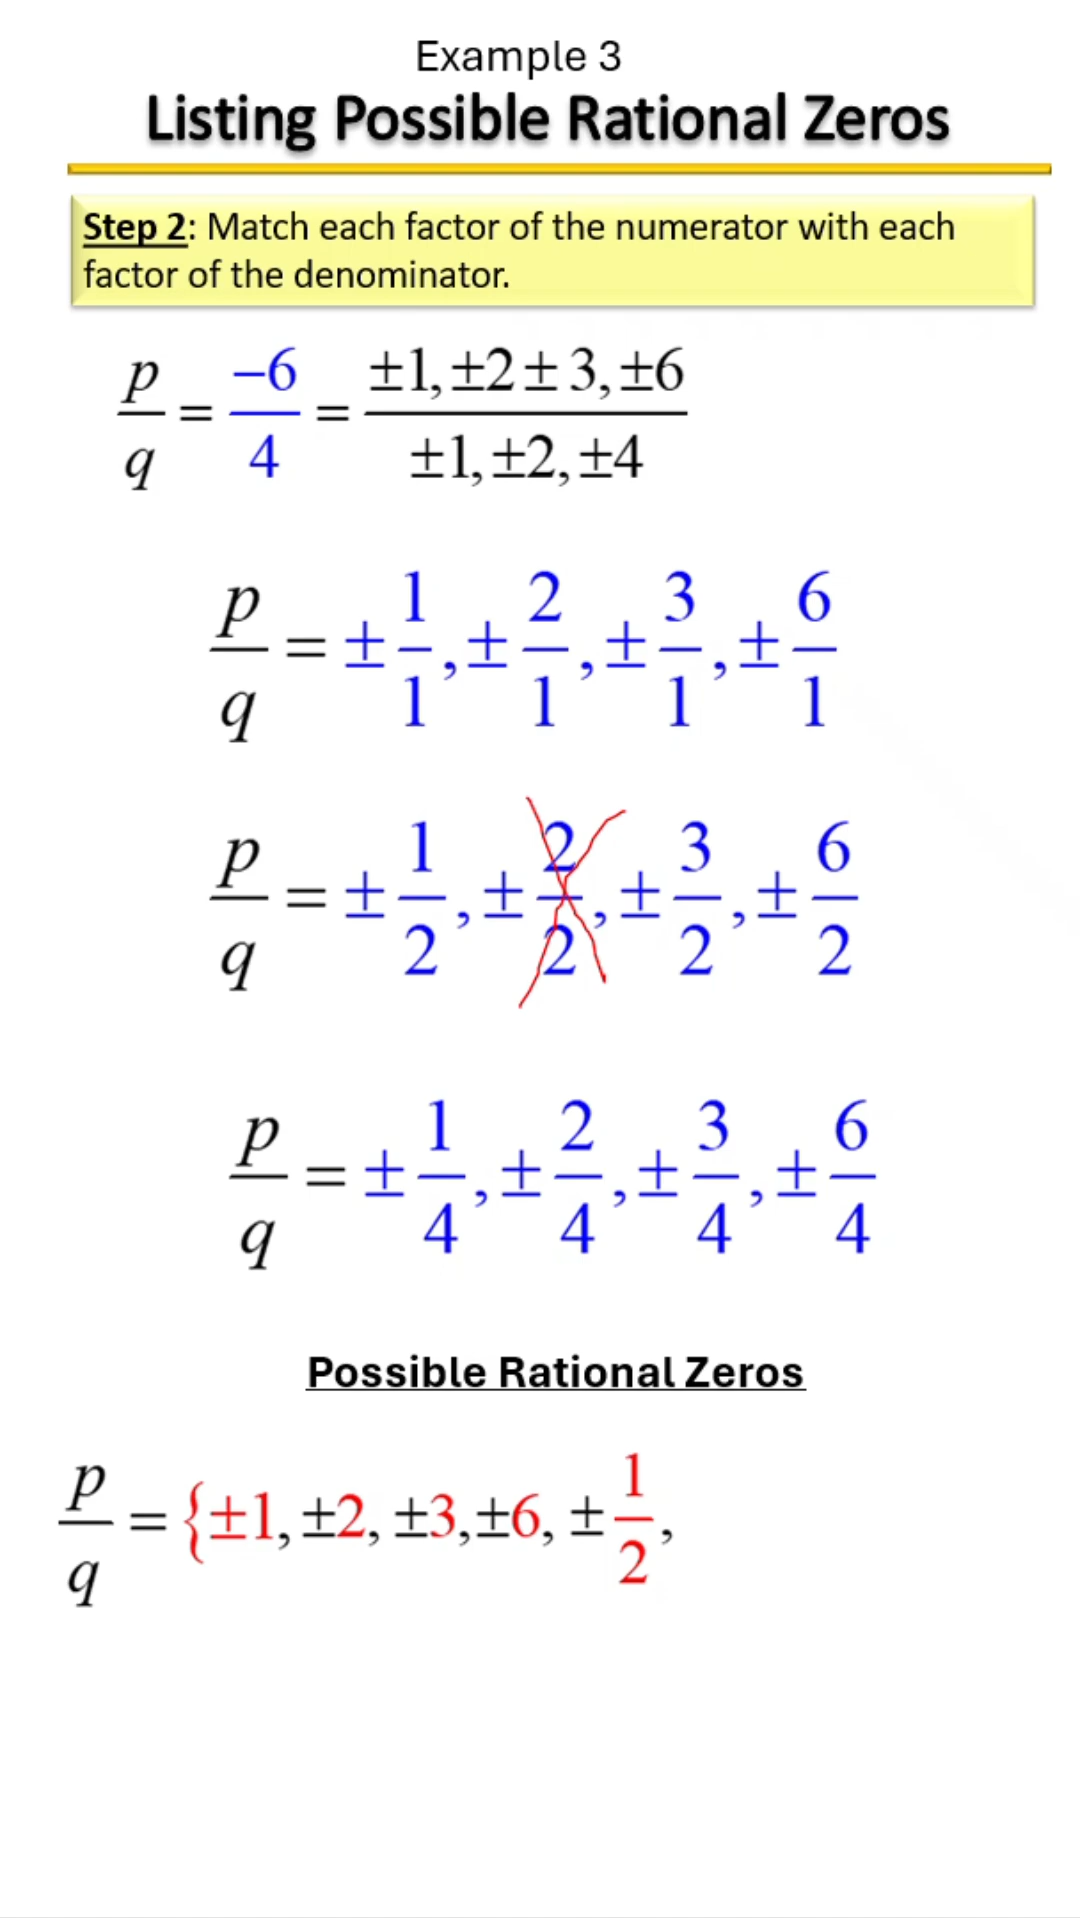 Example 3
Listing Possible Rational Zeros
Step 2: Match each factor of the numerator with each
factor of the denominator.
p/q = −6/4 = ±1, ±2 ± 3, ±6 / ±1, ±2, ±4
p/q = ± 1/1, ± 2/1, ± 3/1, ± 6/1
p/q = ± 1/2, ± 2/2, ± 3/2, ± 6/2
p/q = ± 1/4, ± 2/4, ± 3/4, ± 6/4
Possible Rational Zeros
p/q = {±1, ±2, ±3, ±6, ± 1/2,